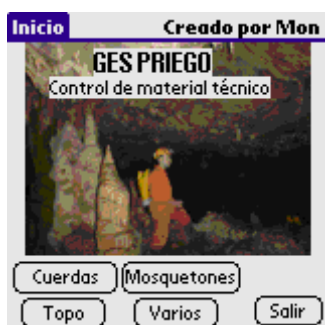 Inicio Creado por Mon
GES PRIEGO
Control de material técnico
Cuerdas Mosquetones
Topo Varios Salir